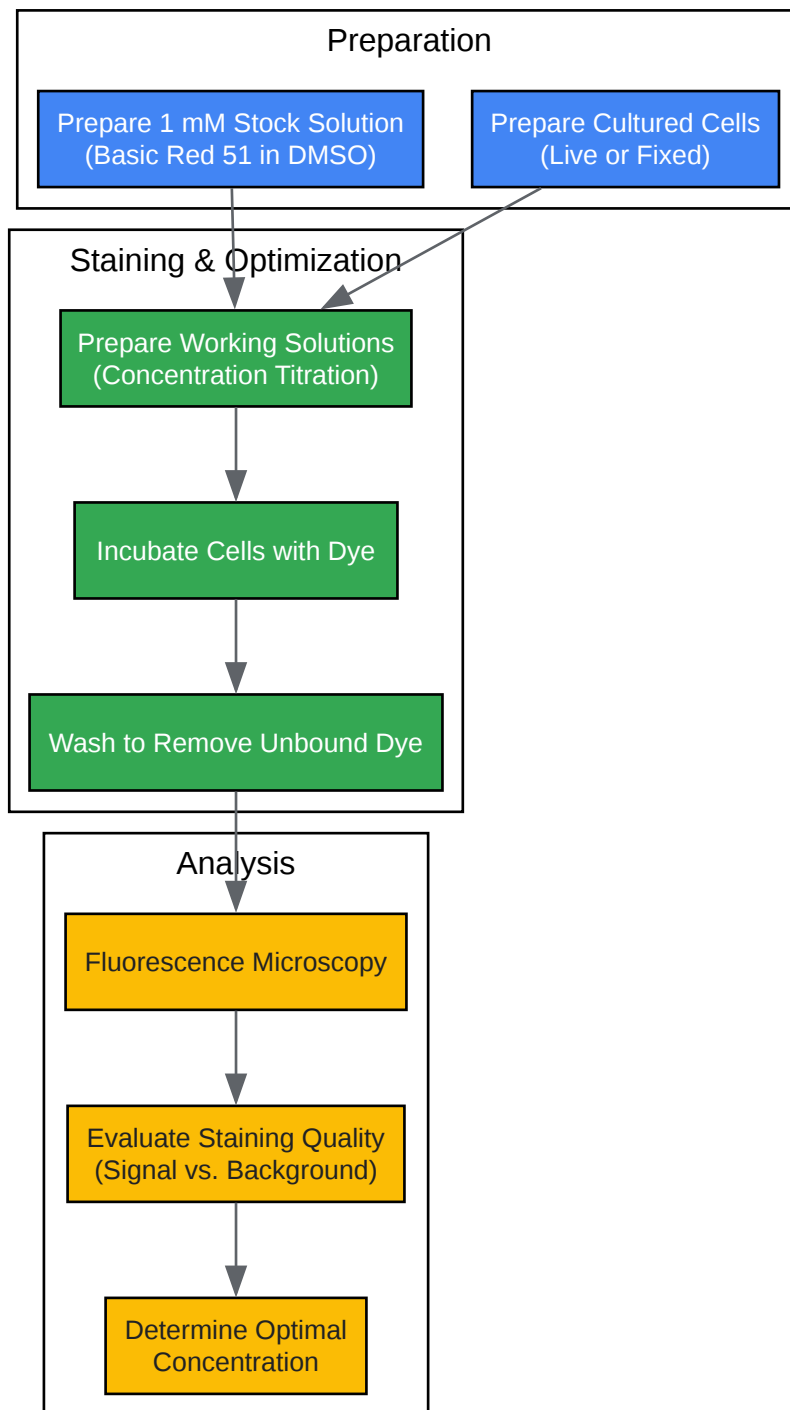 Preparation
Prepare 1 mM Stock Solution
(Basic Red 51 in DMSO)
Prepare Cultured Cells
(Live or Fixed)
Staining & Optimization
Prepare Working Solutions
(Concentration Titration)
Incubate Cells with Dye
Wash to Remove Unbound Dye
Analysis
Fluorescence Microscopy
Evaluate Staining Quality
(Signal vs. Background)
Determine Optimal
Concentration